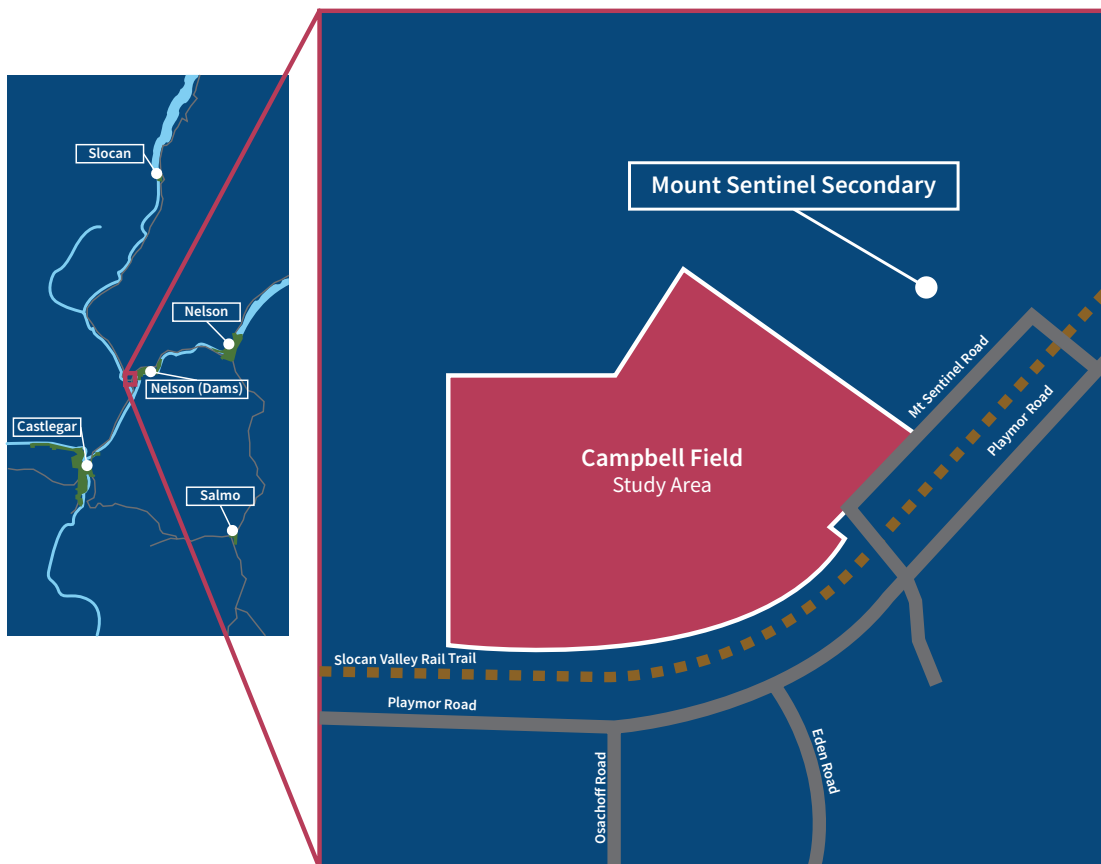 Slocan
Nelson
Nelson (Dams)
Castlegar
Salmo
Mount Sentinel Secondary
Campbell Field
Study Area
Mt Sentinel Road
Playmor Road
Slocan Valley Rail Trail
Playmor Road
Osachoff Road
Eden Road